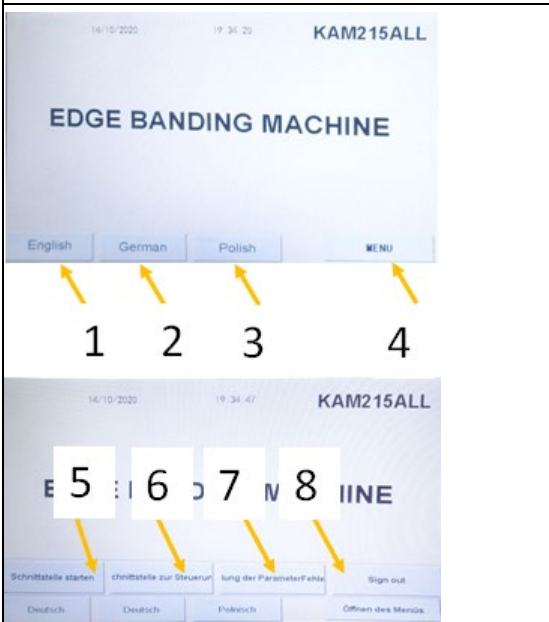 14/10/2020 19:34:20 KAM215ALL
EDGE BANDING MACHINE
English German Polish MENU
1 2 3 4
14/10/2020 19:34:47 KAM215ALL
5 6 7 8 INE
Schnittstelle starten chnittstelle zur Steuerun lung der ParameterFehle Sign out
Deutsch Deutsch Polnisch Öffnen des Menüs